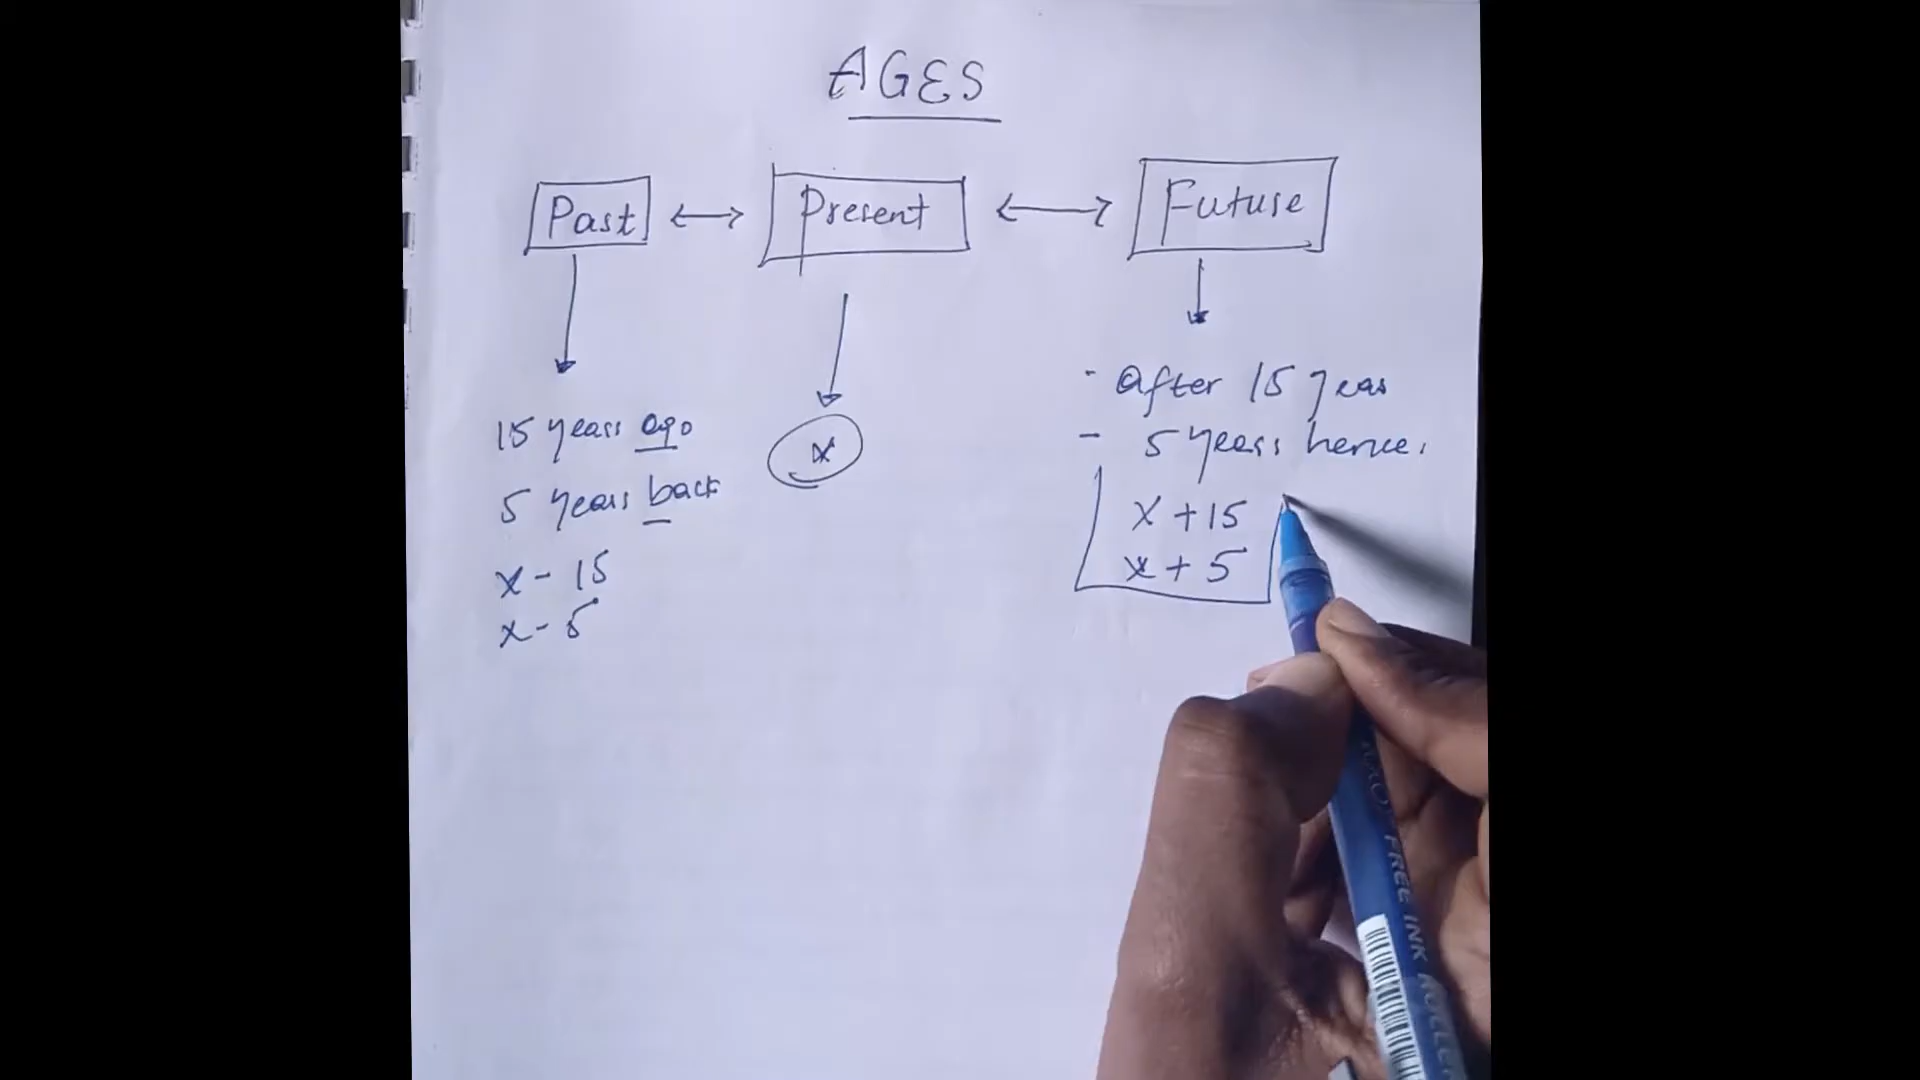 AGES
Past ↔ Present ↔ Future
15 years ago
5 years back
x - 15
x - 5
x
- After 15 years
- 5 years hence.
x + 15
x + 5
FREE INK ROLLER